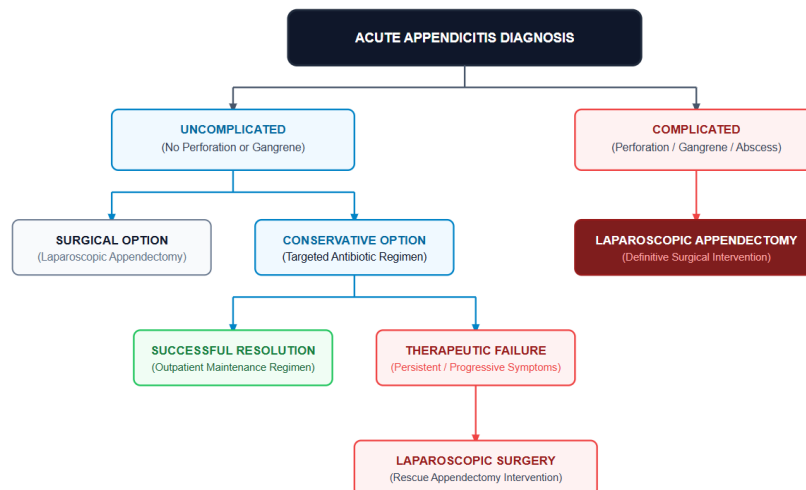 ACUTE APPENDICITIS DIAGNOSIS
UNCOMPLICATED
(No Perforation or Gangrene)
COMPLICATED
(Perforation / Gangrene / Abscess)
SURGICAL OPTION
(Laparoscopic Appendectomy)
CONSERVATIVE OPTION
(Targeted Antibiotic Regimen)
LAPAROSCOPIC APPENDECTOMY
(Definitive Surgical Intervention)
SUCCESSFUL RESOLUTION
(Outpatient Maintenance Regimen)
THERAPEUTIC FAILURE
(Persistent / Progressive Symptoms)
LAPAROSCOPIC SURGERY
(Rescue Appendectomy Intervention)